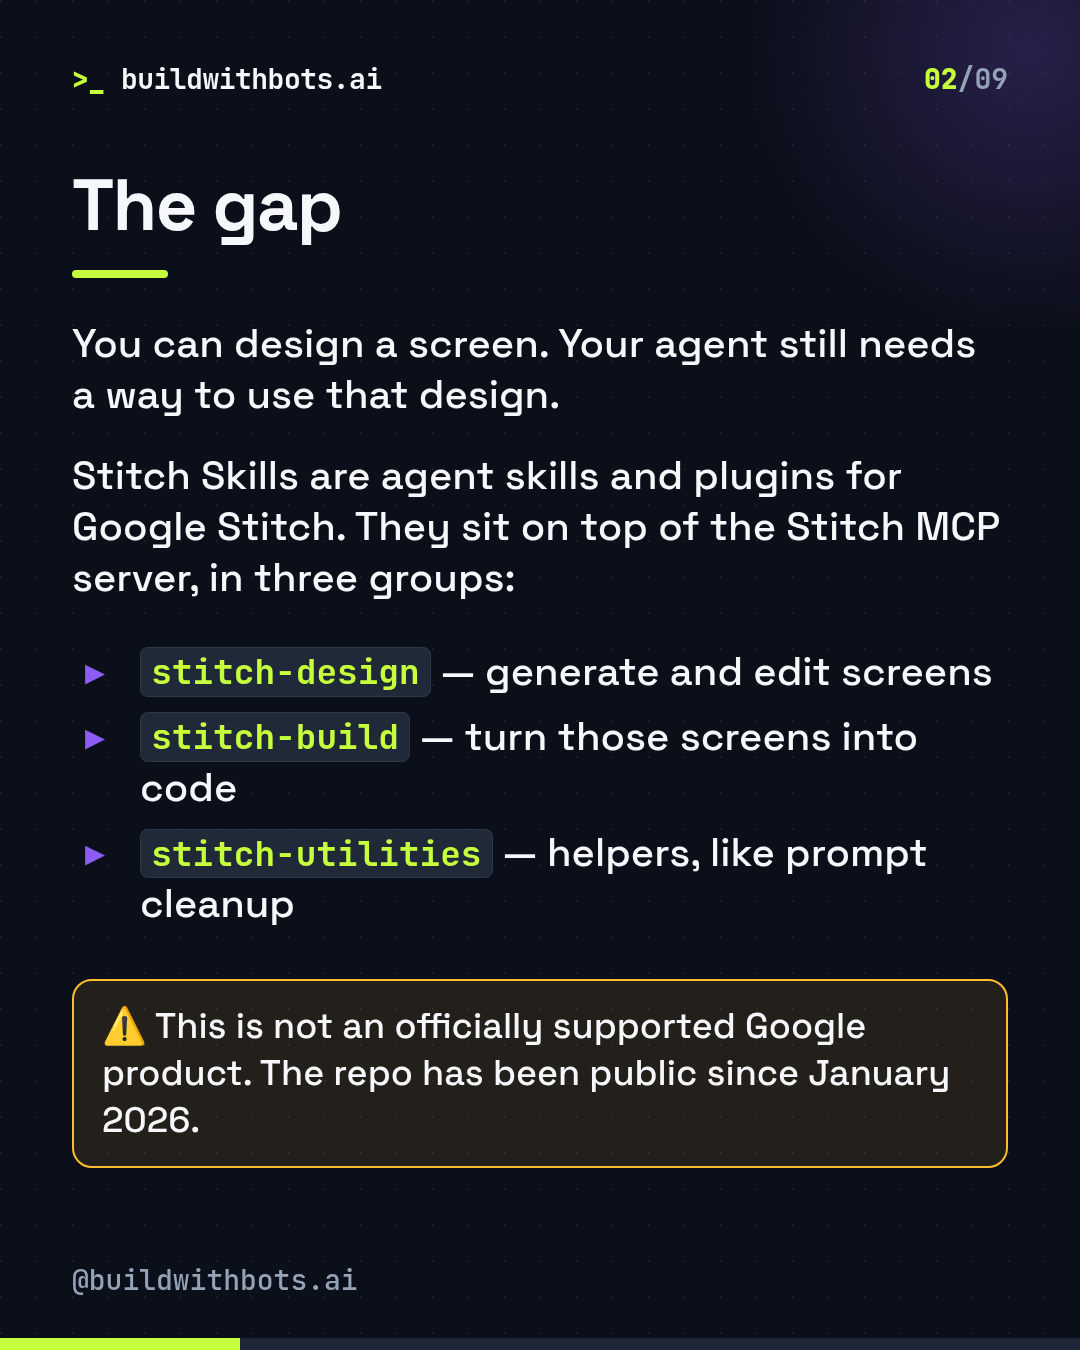 >_ buildwithbots.ai
02/09
The gap
You can design a screen. Your agent still needs
a way to use that design.
Stitch Skills are agent skills and plugins for
Google Stitch. They sit on top of the Stitch MCP
server, in three groups:
▶ stitch-design — generate and edit screens
▶ stitch-build — turn those screens into
code
▶ stitch-utilities — helpers, like prompt
cleanup
⚠️ This is not an officially supported Google
product. The repo has been public since January
2026.
@buildwithbots.ai